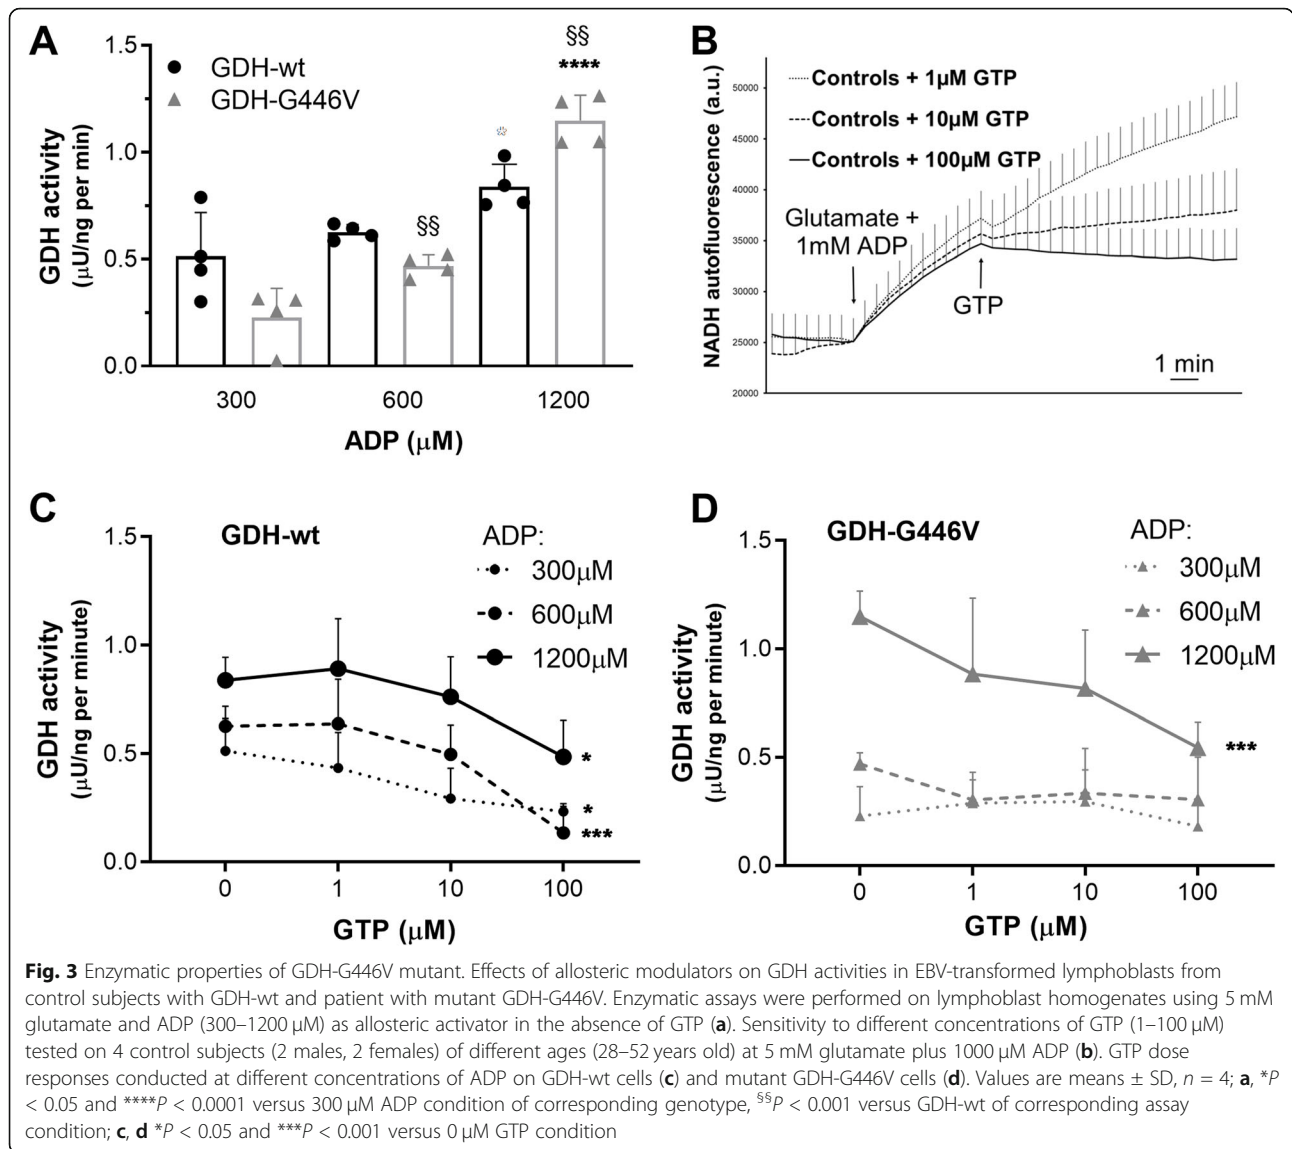 A
1.5
1.0
0.5
0.0
GDH activity
(μU/ng per min)
GDH-wt
GDH-G446V
§§
*
§§
****
300 600 1200
ADP (μM)
B
50000
45000
40000
35000
30000
25000
20000
NADH autofluorescence (a.u.)
Controls + 1μM GTP
Controls + 10μM GTP
Controls + 100μM GTP
Glutamate +
1mM ADP
GTP
1 min
C
1.5
1.0
0.5
0.0
GDH activity
(μU/ng per minute)
GDH-wt
ADP:
300μM
600μM
1200μM
*
*
***
0 1 10 100
GTP (μM)
D
1.5
1.0
0.5
0.0
GDH activity
(μU/ng per minute)
GDH-G446V
ADP:
300μM
600μM
1200μM
***
0 1 10 100
GTP (μM)
Fig. 3 Enzymatic properties of GDH-G446V mutant. Effects of allosteric modulators on GDH activities in EBV-transformed lymphoblasts from
control subjects with GDH-wt and patient with mutant GDH-G446V. Enzymatic assays were performed on lymphoblast homogenates using 5 mM
glutamate and ADP (300–1200 μM) as allosteric activator in the absence of GTP (a). Sensitivity to different concentrations of GTP (1–100 μM)
tested on 4 control subjects (2 males, 2 females) of different ages (28–52 years old) at 5 mM glutamate plus 1000 μM ADP (b). GTP dose
responses conducted at different concentrations of ADP on GDH-wt cells (c) and mutant GDH-G446V cells (d). Values are means ± SD, n = 4; a, *P
< 0.05 and ****P < 0.0001 versus 300 μM ADP condition of corresponding genotype, §§P < 0.001 versus GDH-wt of corresponding assay
condition; c, d *P < 0.05 and ***P < 0.001 versus 0 μM GTP condition